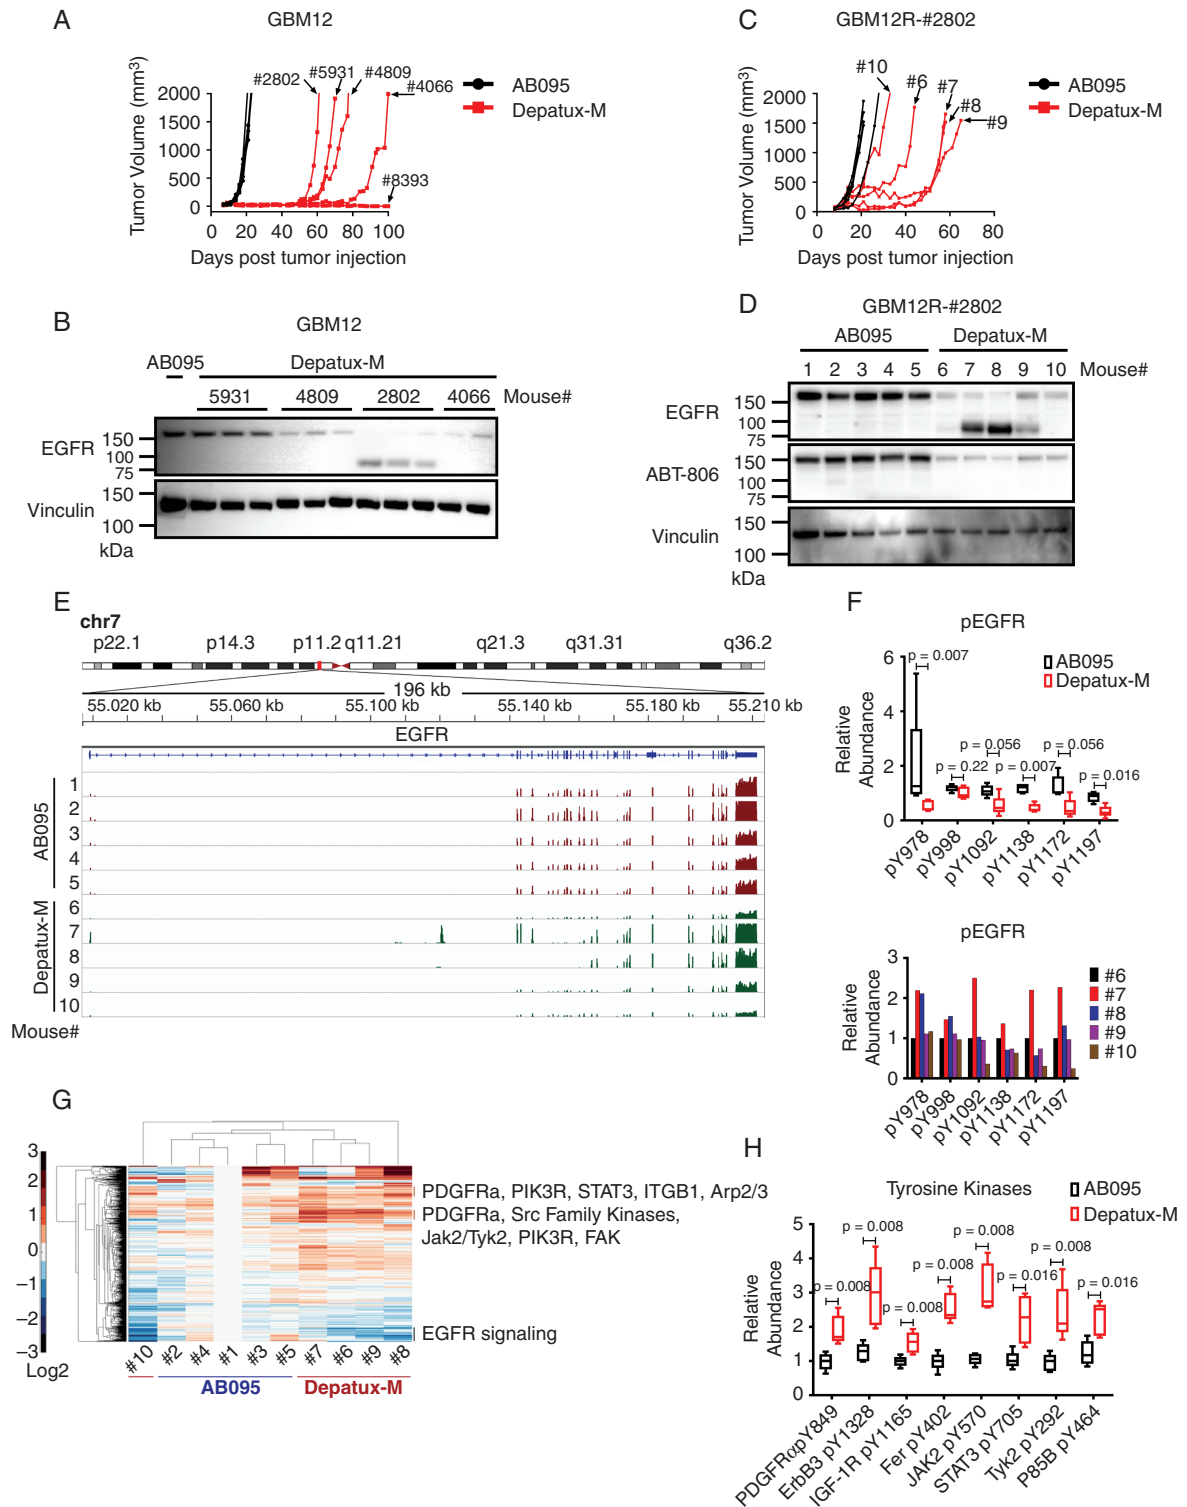 A
GBM12
Tumor Volume (mm³)
2000
1500
1000
500
0
#2802
#5931
#4809
#4066
#8393
AB095
Depatux-M
0 20 40 60 80 100
Days post tumor injection
C
GBM12R-#2802
Tumor Volume (mm³)
2000
1500
1000
500
0
#10
#6
#7
#8
#9
AB095
Depatux-M
0 20 40 60 80
Days post tumor injection
B
GBM12
AB095 Depatux-M
5931 4809 2802 4066 Mouse#
EGFR
150
100
75
Vinculin
150
100
kDa
D
GBM12R-#2802
AB095 Depatux-M
1 2 3 4 5 6 7 8 9 10 Mouse#
EGFR
150
100
75
ABT-806
150
100
75
Vinculin
150
100
kDa
E
chr7
p22.1 p14.3 p11.2 q11.21 q21.3 q31.31 q36.2
196 kb
55.020 kb 55.060 kb 55.100 kb 55.140 kb 55.180 kb 55.210 kb
EGFR
AB095
1
2
3
4
5
Depatux-M
6
7
8
9
10
Mouse#
F
pEGFR
Relative Abundance
6
4
2
0
p = 0.007
p = 0.22
p = 0.056
p = 0.007
p = 0.056
p = 0.016
AB095
Depatux-M
pY978 pY998 pY1092 pY1138 pY1172 pY1197
pEGFR
Relative Abundance
3
2
1
0
#6
#7
#8
#9
#10
pY978 pY998 pY1092 pY1138 pY1172 pY1197
G
3
2
1
0
−1
−2
−3
Log2
PDGFRa, PIK3R, STAT3, ITGB1, Arp2/3
PDGFRa, Src Family Kinases,
Jak2/Tyk2, PIK3R, FAK
EGFR signaling
#10 #2 #4 #1 #3 #5 #7 #6 #9 #8
AB095 Depatux-M
H
Tyrosine Kinases
AB095
Depatux-M
Relative Abundance
5
4
3
2
1
0
p = 0.008
p = 0.008
p = 0.008
p = 0.008
p = 0.008
p = 0.016
p = 0.008
p = 0.016
PDGFRαpY849
ErbB3 pY1328
IGF-1R pY1165
Fer pY402
JAK2 pY570
STAT3 pY705
Tyk2 pY292
P85B pY464